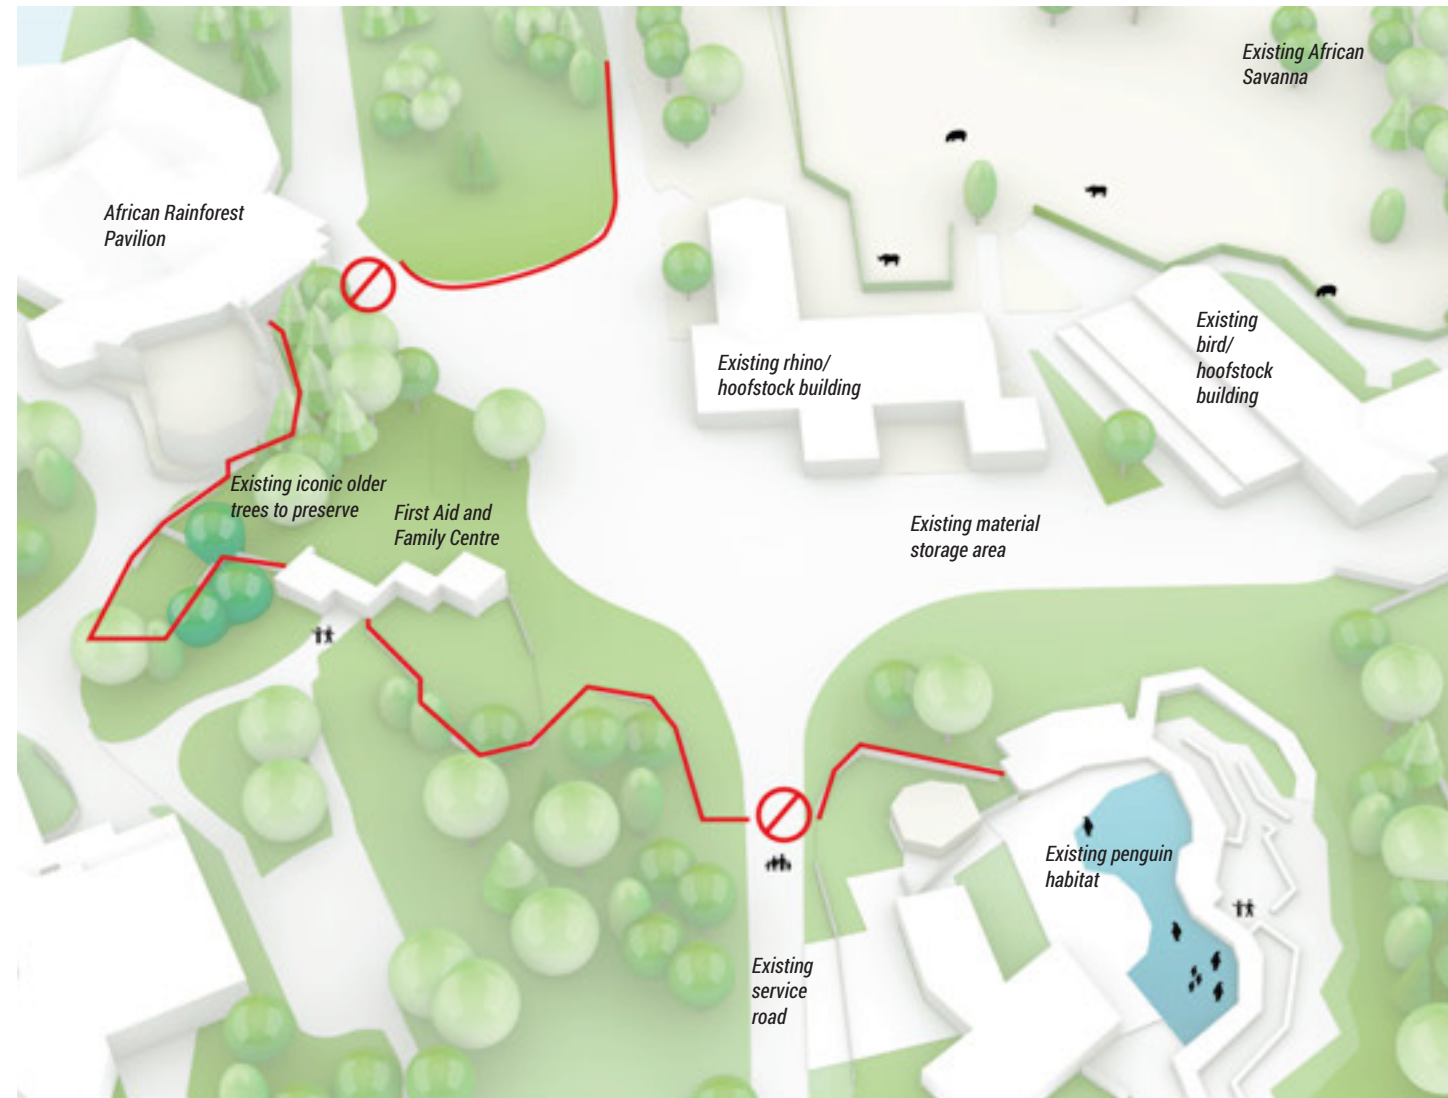 Existing African
Savanna
African Rainforest
Pavilion
Existing
bird/
hoofstock
building
Existing rhino/
hoofstock building
Existing iconic older
trees to preserve
First Aid and
Family Centre
Existing material
storage area
Existing penguin
habitat
Existing
service
road